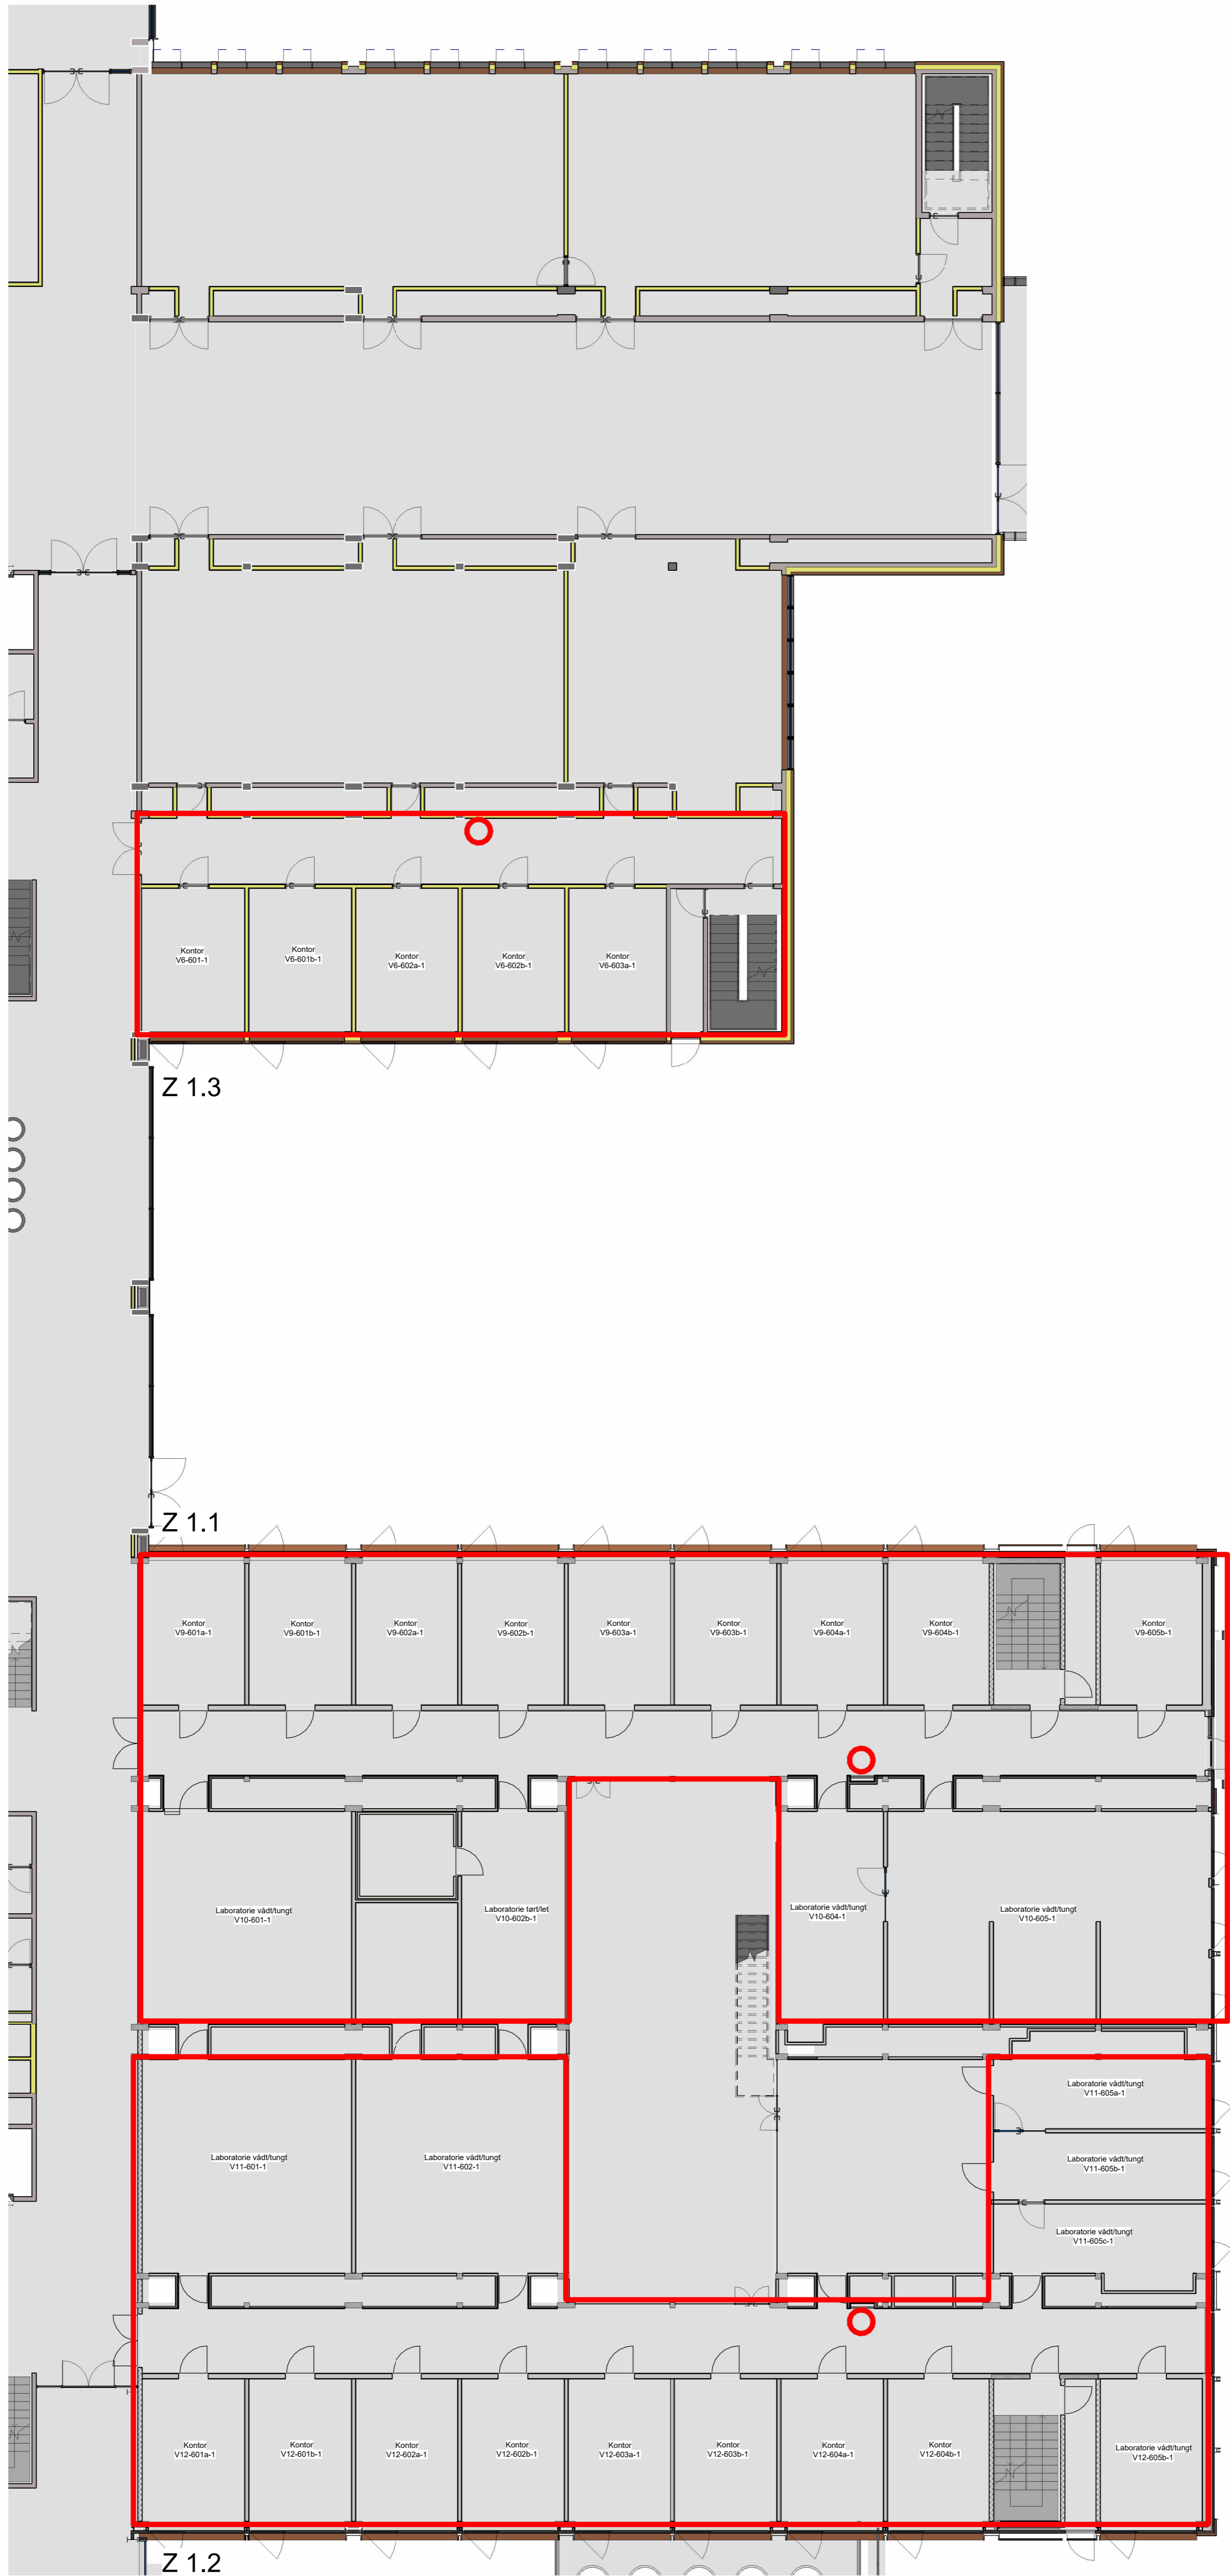 Kontor
V6-601-1
Kontor
V6-601b-1
Kontor
V6-602a-1
Kontor
V6-602b-1
Kontor
V6-603a-1
Z 1.3
Z 1.1
Kontor
V9-601a-1
Kontor
V9-601b-1
Kontor
V9-602a-1
Kontor
V9-602b-1
Kontor
V9-603a-1
Kontor
V9-603b-1
Kontor
V9-604a-1
Kontor
V9-604b-1
Kontor
V9-605b-1
Laboratorie vådt/tungt
V10-601-1
Laboratorie tørt/let
V10-602b-1
Laboratorie vådt/tungt
V10-604-1
Laboratorie vådt/tungt
V10-605-1
Laboratorie vådt/tungt
V11-605a-1
Laboratorie vådt/tungt
V11-601-1
Laboratorie vådt/tungt
V11-602-1
Laboratorie vådt/tungt
V11-605b-1
Laboratorie vådt/tungt
V11-605c-1
Kontor
V12-601a-1
Kontor
V12-601b-1
Kontor
V12-602a-1
Kontor
V12-602b-1
Kontor
V12-603a-1
Kontor
V12-603b-1
Kontor
V12-604a-1
Kontor
V12-604b-1
Laboratorie vådt/tungt
V12-605b-1
Z 1.2